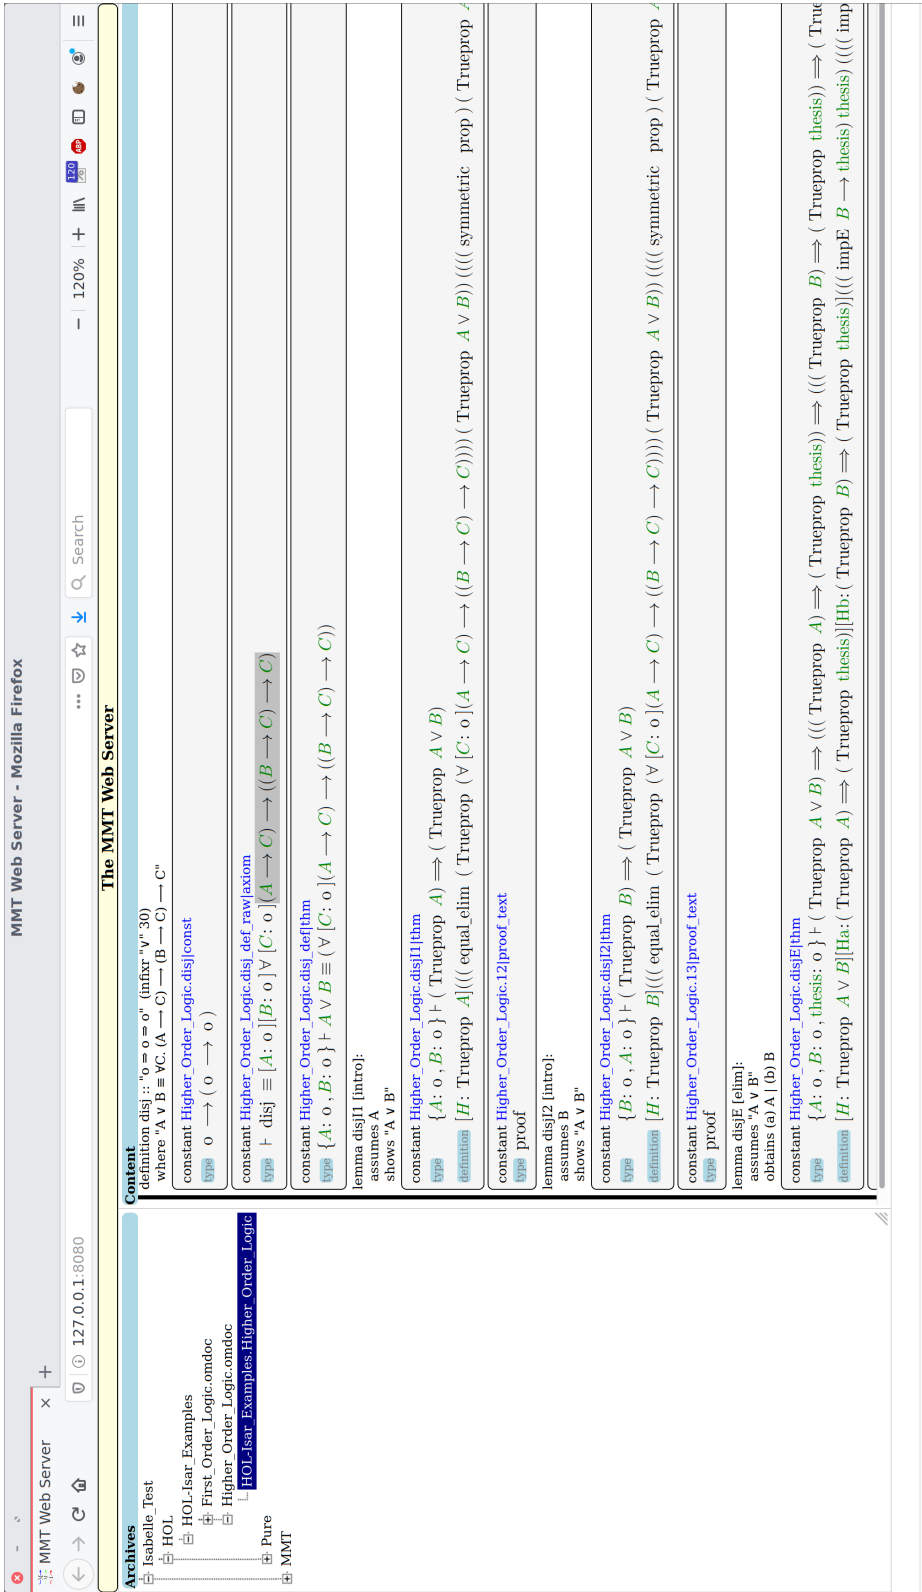 MMT Web Server - Mozilla Firefox
MMT Web Server
127.0.0.1:8080
Search
120%
ABP
120
The MMT Web Server
Archives
Isabelle_Test
HOL
HOL-Isar_Examples
First_Order_Logic.omdoc
Higher_Order_Logic.omdoc
HOL-Isar_Examples.Higher_Order_Logic
Pure
MMT
Content
definition disj :: "o ⇒ o ⇒ o" (infixr "∨" 30)
where "A ∨ B ≡ ∀C. (A ⟶ C) ⟶ (B ⟶ C) ⟶ C"
constant Higher_Order_Logic.disj|const
type o ⟶ ( o ⟶ o )
constant Higher_Order_Logic.disj_def_raw|axiom
type ⊢ disj ≡ [A: o ][B: o ]∀ [C: o ](A ⟶ C) ⟶ ((B ⟶ C) ⟶ C)
constant Higher_Order_Logic.disj_def|thm
type {A: o , B: o } ⊢ A ∨ B ≡ (∀ [C: o ](A ⟶ C) ⟶ ((B ⟶ C) ⟶ C))
lemma disjI1 [intro]:
assumes A
shows "A ∨ B"
constant Higher_Order_Logic.disjI1|thm
type {A: o , B: o } ⊢ ( Trueprop A) ⟹ ( Trueprop A ∨ B)
definition [H: Trueprop A]((( equal_elim ( Trueprop (∀ [C: o ](A ⟶ C) ⟶ ((B ⟶ C) ⟶ C)))) ( Trueprop A ∨ B)) ((((( symmetric prop ) ( Trueprop A
constant Higher_Order_Logic.12|proof_text
type proof
lemma disjI2 [intro]:
assumes B
shows "A ∨ B"
constant Higher_Order_Logic.disjI2|thm
type {B: o , A: o } ⊢ ( Trueprop B) ⟹ ( Trueprop A ∨ B)
definition [H: Trueprop B]((( equal_elim ( Trueprop (∀ [C: o ](A ⟶ C) ⟶ ((B ⟶ C) ⟶ C)))) ( Trueprop A ∨ B)) ((((( symmetric prop ) ( Trueprop A
constant Higher_Order_Logic.13|proof_text
type proof
lemma disjE [elim]:
assumes "A ∨ B"
obtains (a) A | (b) B
constant Higher_Order_Logic.disjE|thm
type {A: o , B: o , thesis: o } ⊢ ( Trueprop A ∨ B) ⟹ ((( Trueprop A) ⟹ ( Trueprop thesis)) ⟹ ((( Trueprop B) ⟹ ( Trueprop thesis)) ⟹ ( True
definition [H: Trueprop A ∨ B][Ha:( Trueprop A) ⟹ ( Trueprop thesis)][Hb:( Trueprop B) ⟹ ( Trueprop thesis)]((( impE B ⟶ thesis) thesis) (((( imp